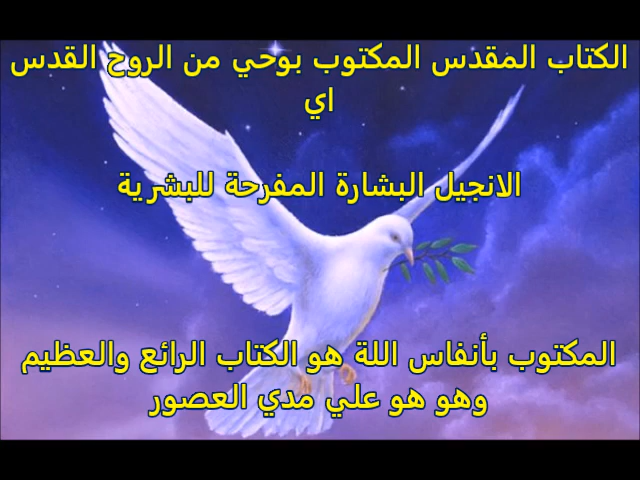 الكتاب المقدس المكتوب بوحي من الروح القدس
اي
الانجيل البشارة المفرحة للبشرية
المكتوب بأنفاس اللة هو الكتاب الرائع والعظيم
وهو هو علي مدي العصور